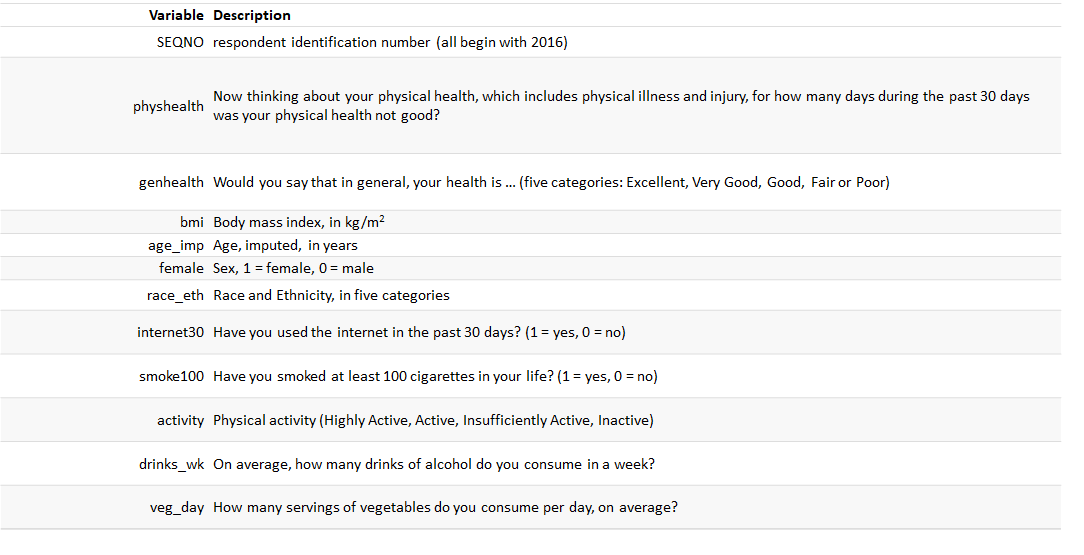 Variable Description
SEQNO respondent identification number (all begin with 2016)
physhealth Now thinking about your physical health, which includes physical illness and injury, for how many days during the past 30 days
was your physical health not good?
genhealth Would you say that in general, your health is ... (five categories: Excellent, Very Good, Good, Fair or Poor)
bmi Body mass index, in kg/m²
age_imp Age, imputed, in years
female Sex, 1 = female, 0 = male
race_eth Race and Ethnicity, in five categories
internet30 Have you used the internet in the past 30 days? (1 = yes, 0 = no)
smoke100 Have you smoked at least 100 cigarettes in your life? (1 = yes, 0 = no)
activity Physical activity (Highly Active, Active, Insufficiently Active, Inactive)
drinks_wk On average, how many drinks of alcohol do you consume in a week?
veg_day How many servings of vegetables do you consume per day, on average?